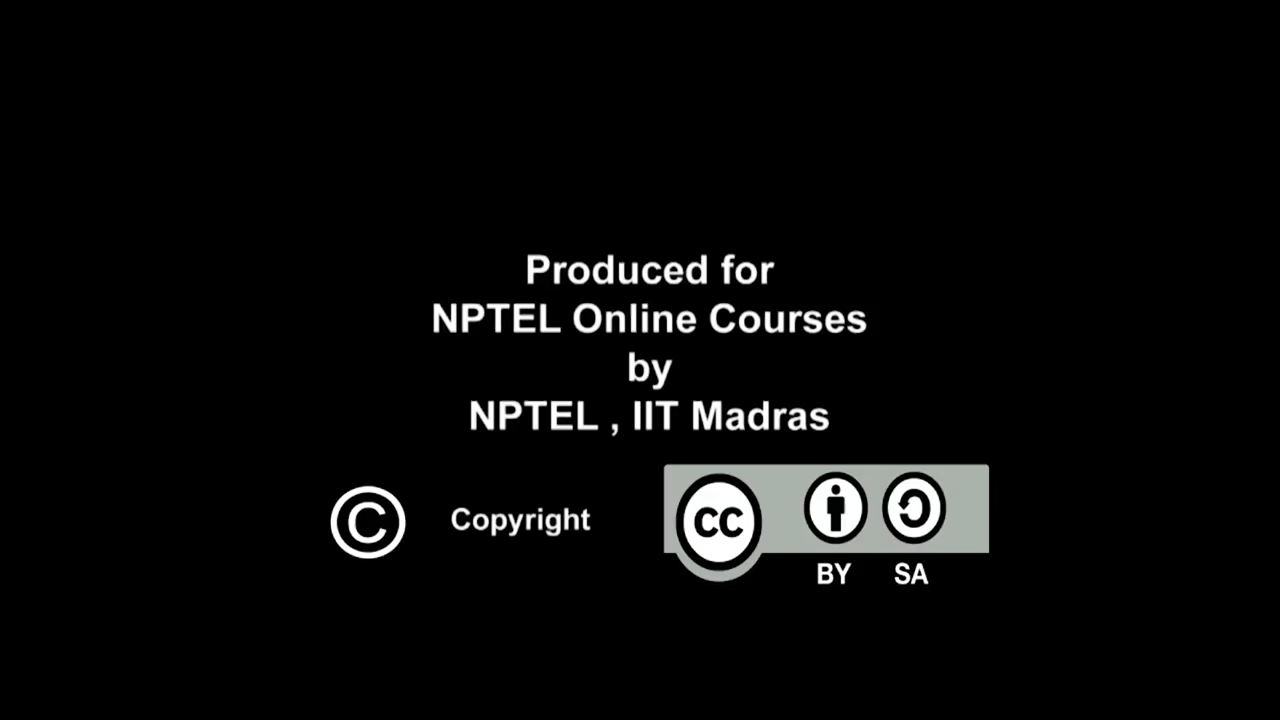 Produced for
NPTEL Online Courses
by
NPTEL , IIT Madras
© Copyright
cc
BY SA